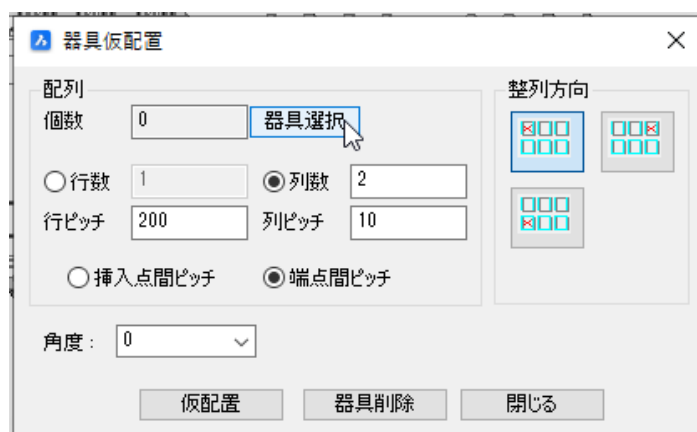 器具仮配置
配列
個数 0 器具選択
行数 1 列数 2
行ピッチ 200 列ピッチ 10
挿入点間ピッチ 端点間ピッチ
整列方向
角度： 0
仮配置 器具削除 閉じる